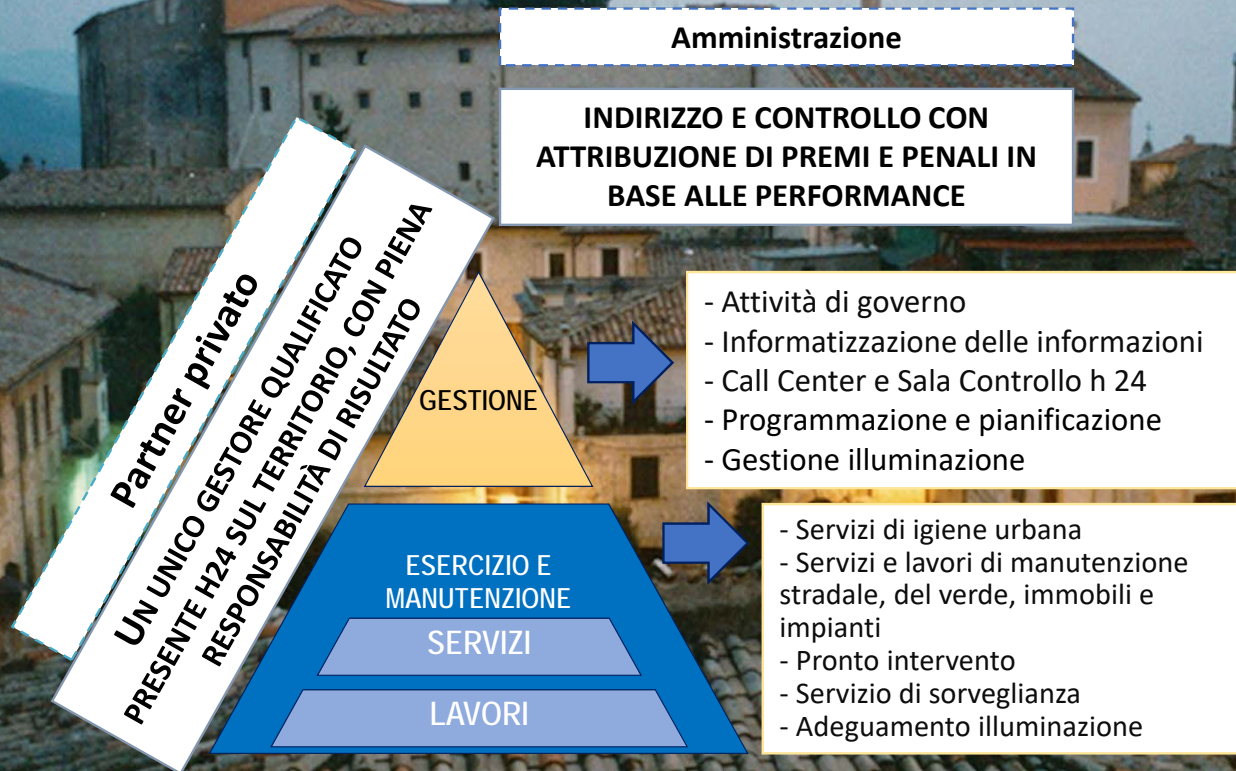 Amministrazione
INDIRIZZO E CONTROLLO CON
ATTRIBUZIONE DI PREMI E PENALI IN
BASE ALLE PERFORMANCE
Partner privato
UN UNICO GESTORE QUALIFICATO
PRESENTE H24 SUL TERRITORIO, CON PIENA
RESPONSABILITÀ DI RISULTATO
GESTIONE
- Attività di governo
- Informatizzazione delle informazioni
- Call Center e Sala Controllo h 24
- Programmazione e pianificazione
- Gestione illuminazione
ESERCIZIO E
MANUTENZIONE
SERVIZI
LAVORI
- Servizi di igiene urbana
- Servizi e lavori di manutenzione
stradale, del verde, immobili e
impianti
- Pronto intervento
- Servizio di sorveglianza
- Adeguamento illuminazione